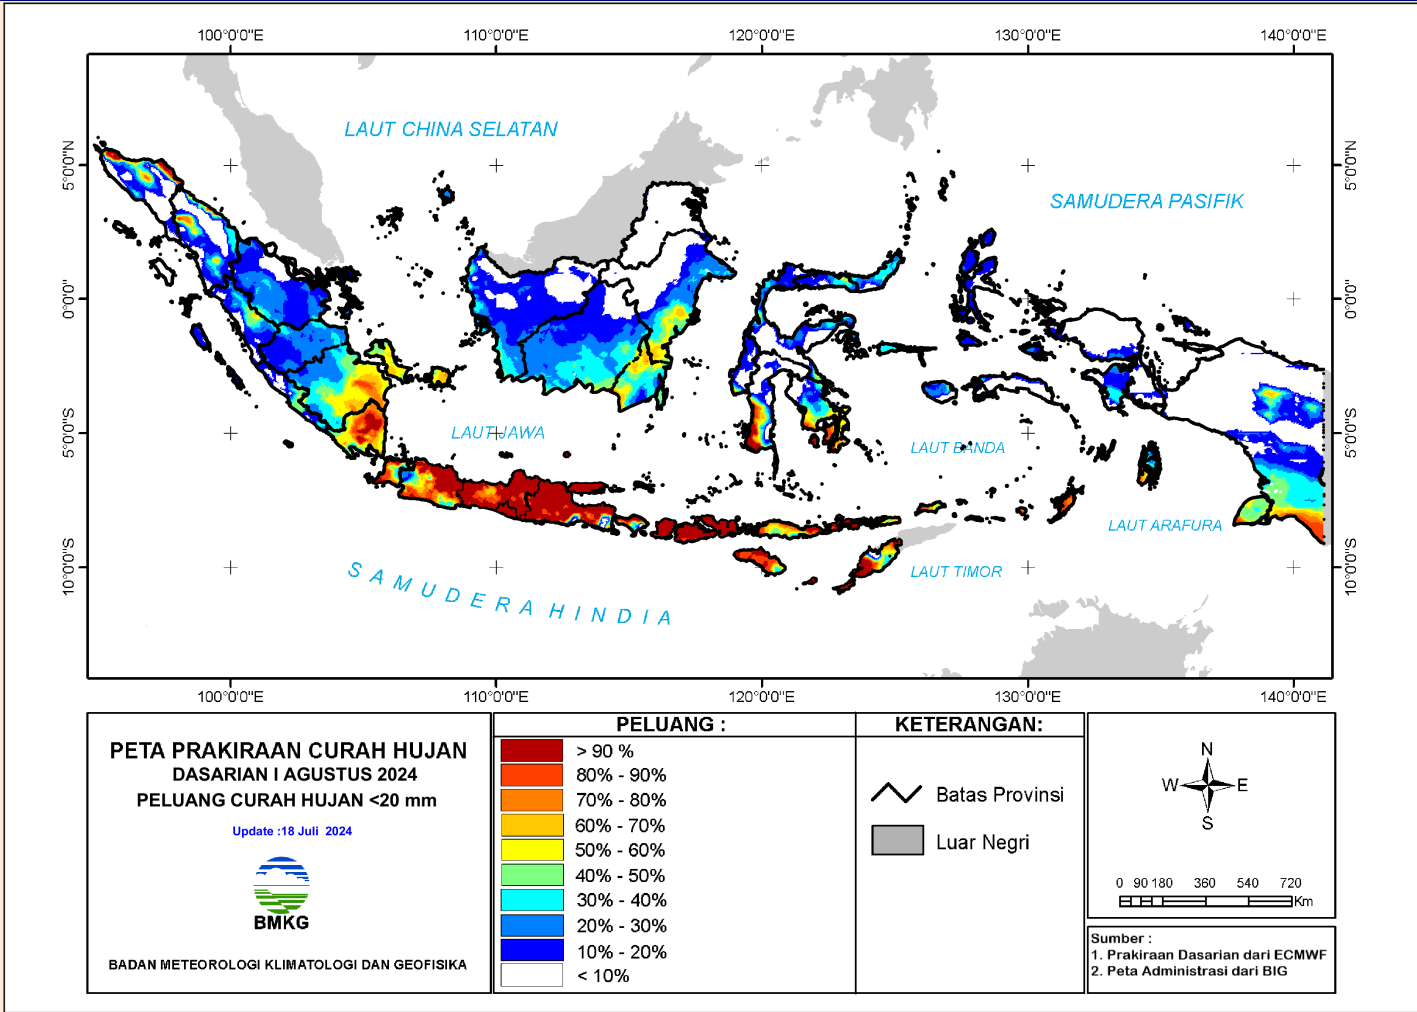 100°0'0"E 110°0'0"E 120°0'0"E 130°0'0"E 140°0'0"E
LAUT CHINA SELATAN
5°0'0"N 5°0'0"N
SAMUDERA PASIFIK
0°0'0" 0°0'0"
5°0'0"S LAUT JAWA LAUT BANDA 5°0'0"S
LAUT ARAFURA
10°0'0"S LAUT TIMOR 10°0'0"S
SAMUDERA HINDIA
100°0'0"E 110°0'0"E 120°0'0"E 130°0'0"E 140°0'0"E
PETA PRAKIRAAN CURAH HUJAN
DASARIAN I AGUSTUS 2024
PELUANG CURAH HUJAN <20 mm
Update :18 Juli 2024
BMKG
BADAN METEOROLOGI KLIMATOLOGI DAN GEOFISIKA
PELUANG :
> 90 %
80% - 90%
70% - 80%
60% - 70%
50% - 60%
40% - 50%
30% - 40%
20% - 30%
10% - 20%
< 10%
KETERANGAN:
Batas Provinsi
Luar Negri
N
W E
S
0 90 180 360 540 720
Km
Sumber :
1. Prakiraan Dasarian dari ECMWF
2. Peta Administrasi dari BIG